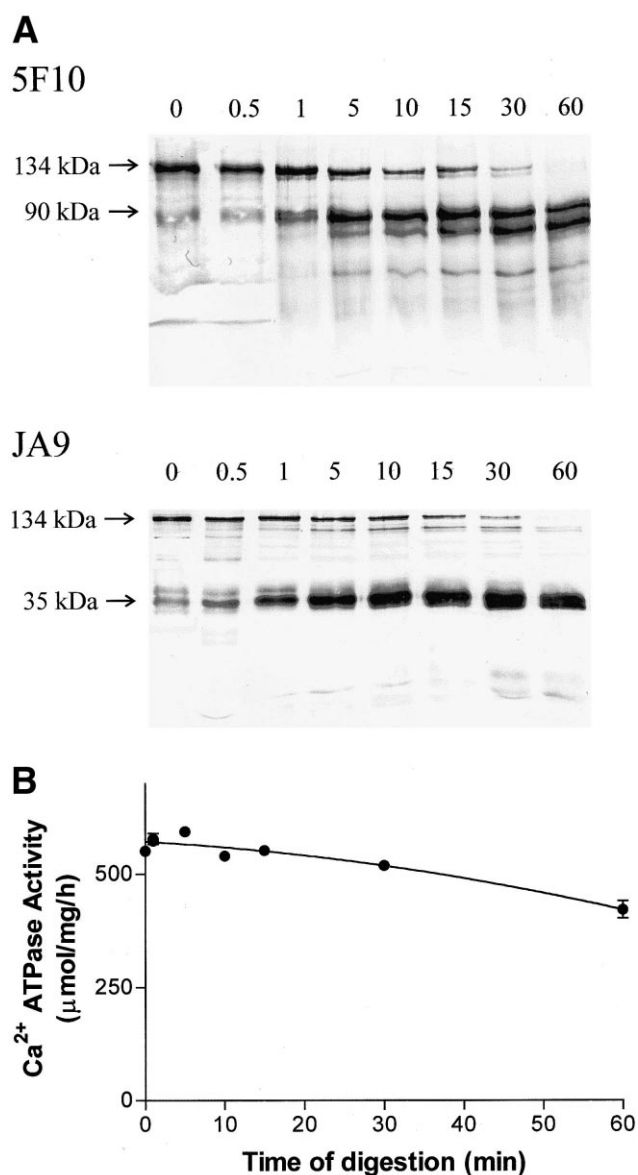 A
5F10
0 0.5 1 5 10 15 30 60
134 kDa →
90 kDa →
JA9
0 0.5 1 5 10 15 30 60
134 kDa →
35 kDa →
B
Ca²⁺ ATPase Activity
(μmol/mg/h)
500
250
0
0 10 20 30 40 50 60
Time of digestion (min)